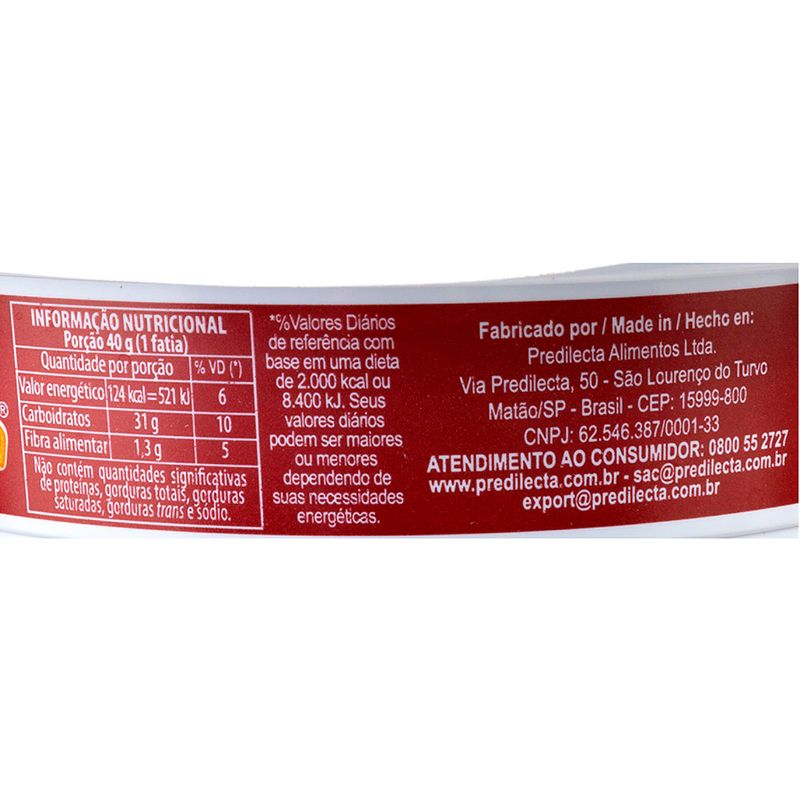 ®
INFORMAÇÃO NUTRICIONAL
Porção 40 g (1 fatia)
Quantidade por porção % VD (*)
Valor energético 124 kcal = 521 kJ 6
Carboidratos 31 g 10
Fibra alimentar 1,3 g 5
Não contém quantidades significativas
de proteínas, gorduras totais, gorduras
saturadas, gorduras trans e sódio.
*% Valores Diários
de referência com
base em uma dieta
de 2.000 kcal ou
8.400 kJ. Seus
valores diários
podem ser maiores
ou menores
dependendo de
suas necessidades
energéticas.
Fabricado por / Made in / Hecho en:
Predilecta Alimentos Ltda.
Via Predilecta, 50 - São Lourenço do Turvo
Matão/SP - Brasil - CEP: 15999-800
CNPJ: 62.546.387/0001-33
ATENDIMENTO AO CONSUMIDOR: 0800 55 2727
www.predilecta.com.br - sac@predilecta.com.br
export@predilecta.com.br